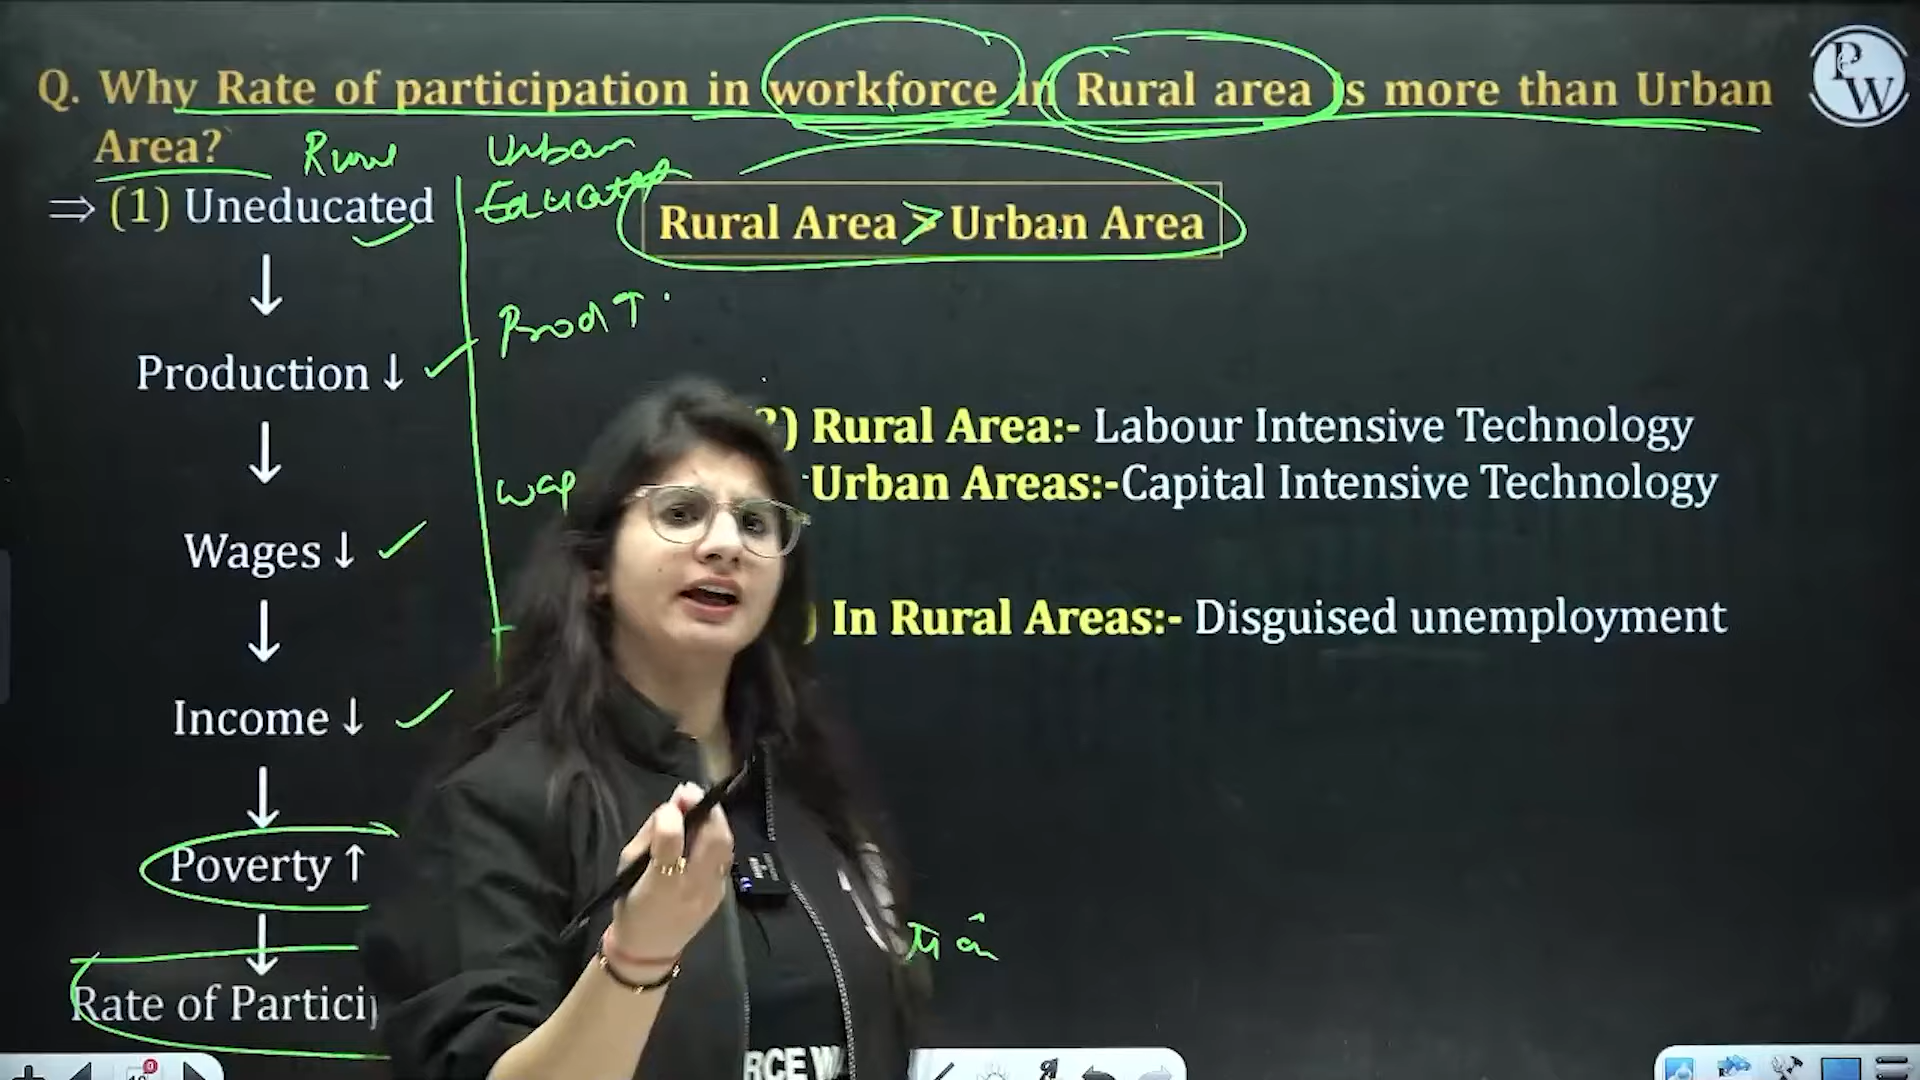 Q. Why Rate of participation in workforce in Rural area is more than Urban
Area?
Rural
Urban
⇒ (1) Uneducated
Educated
Rural Area > Urban Area
Prod ↑
Production ↓
) Rural Area:- Labour Intensive Technology
Urban Areas:-Capital Intensive Technology
Wages ↓
) In Rural Areas:- Disguised unemployment
Income ↓
Poverty ↑
Rate of Particip
PW
RCE W